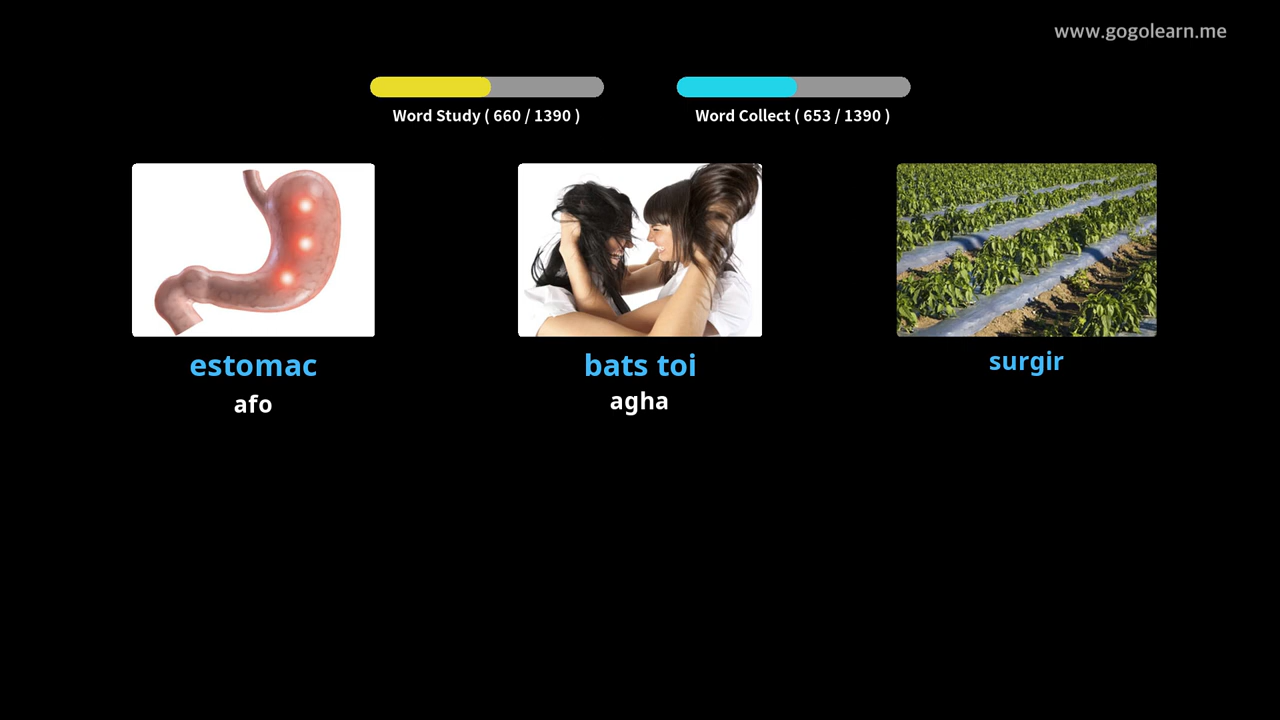 www.gogolearn.me
Word Study ( 660 / 1390 )
Word Collect ( 653 / 1390 )
estomac
afo
bats toi
agha
surgir